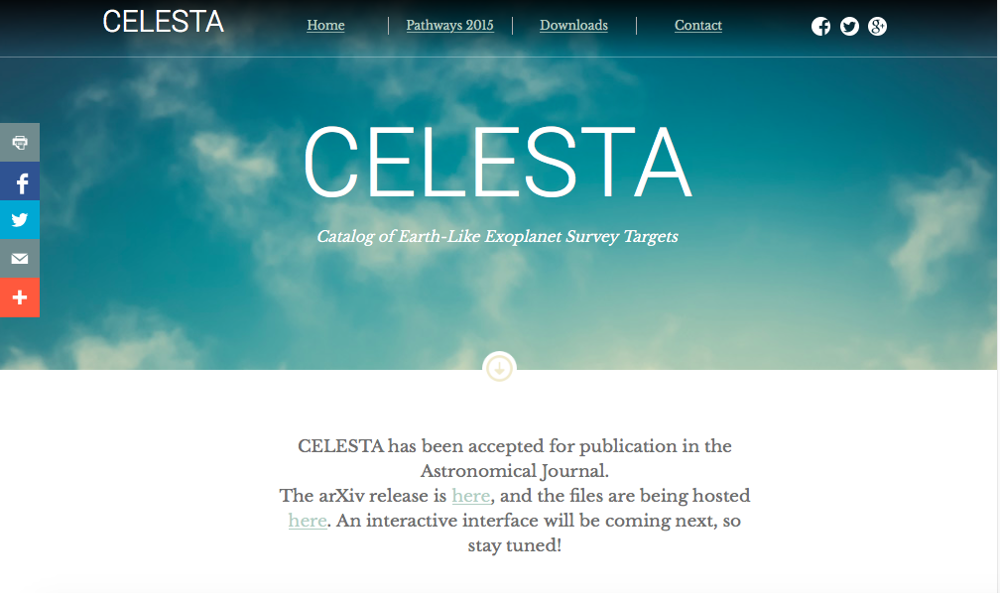 CELESTA
Home
Pathways 2015
Downloads
Contact
CELESTA
Catalog of Earth-Like Exoplanet Survey Targets
CELESTA has been accepted for publication in the
Astronomical Journal.
The arXiv release is here, and the files are being hosted
here. An interactive interface will be coming next, so
stay tuned!